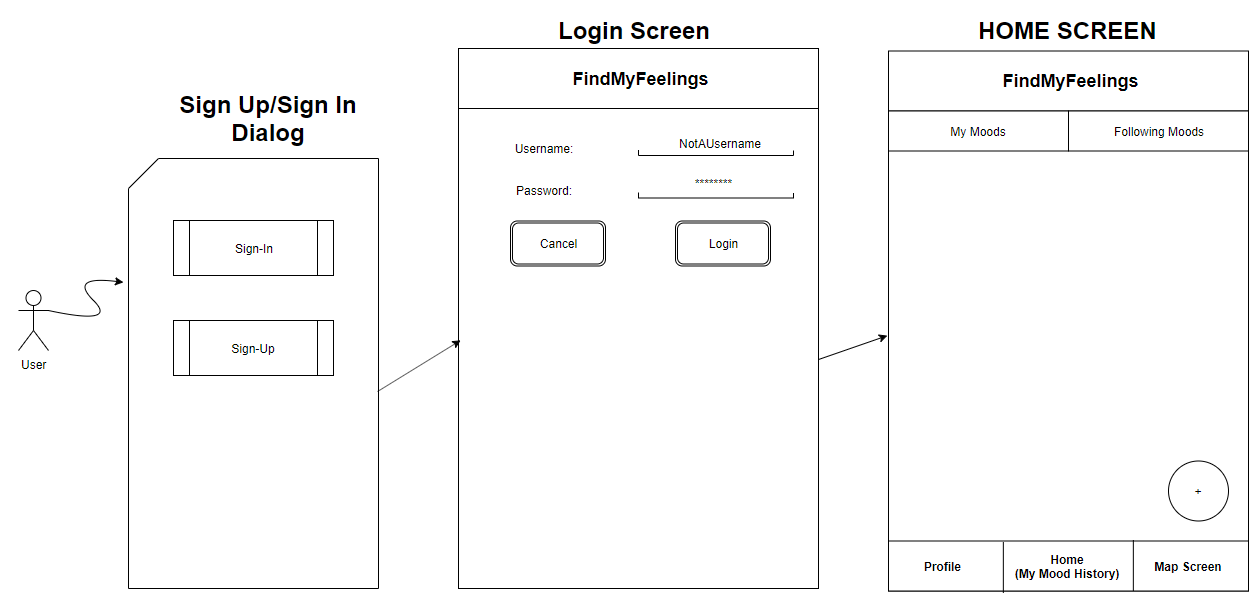 Sign Up/Sign In
Dialog
Sign-In
Sign-Up
User
Login Screen
FindMyFeelings
Username:
NotAUsername
Password:
********
Cancel
Login
HOME SCREEN
FindMyFeelings
My Moods
Following Moods
+
Profile
Home
(My Mood History)
Map Screen